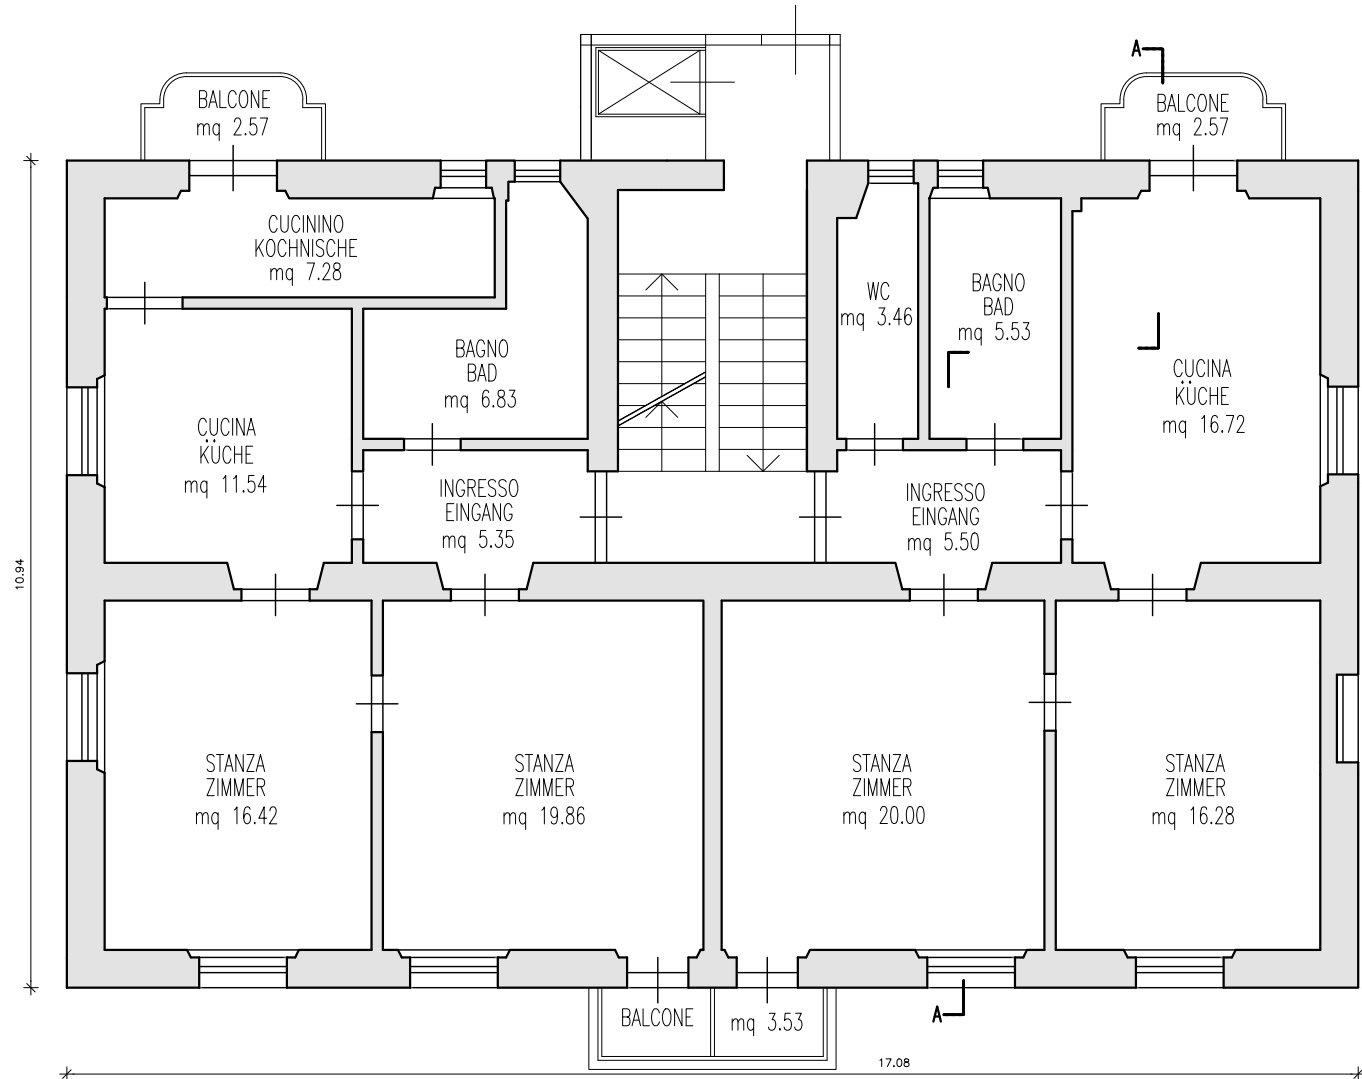 A
BALCONE
mq 2.57
BALCONE
mq 2.57
CUCININO
KOCHNISCHE
mq 7.28
WC
mq 3.46
BAGNO
BAD
mq 5.53
BAGNO
BAD
mq 6.83
CUCINA
KÜCHE
mq 16.72
CUCINA
KÜCHE
mq 11.54
INGRESSO
EINGANG
mq 5.35
INGRESSO
EINGANG
mq 5.50
10.94
STANZA
ZIMMER
mq 16.42
STANZA
ZIMMER
mq 19.86
STANZA
ZIMMER
mq 20.00
STANZA
ZIMMER
mq 16.28
BALCONE
mq 3.53
A
17.08